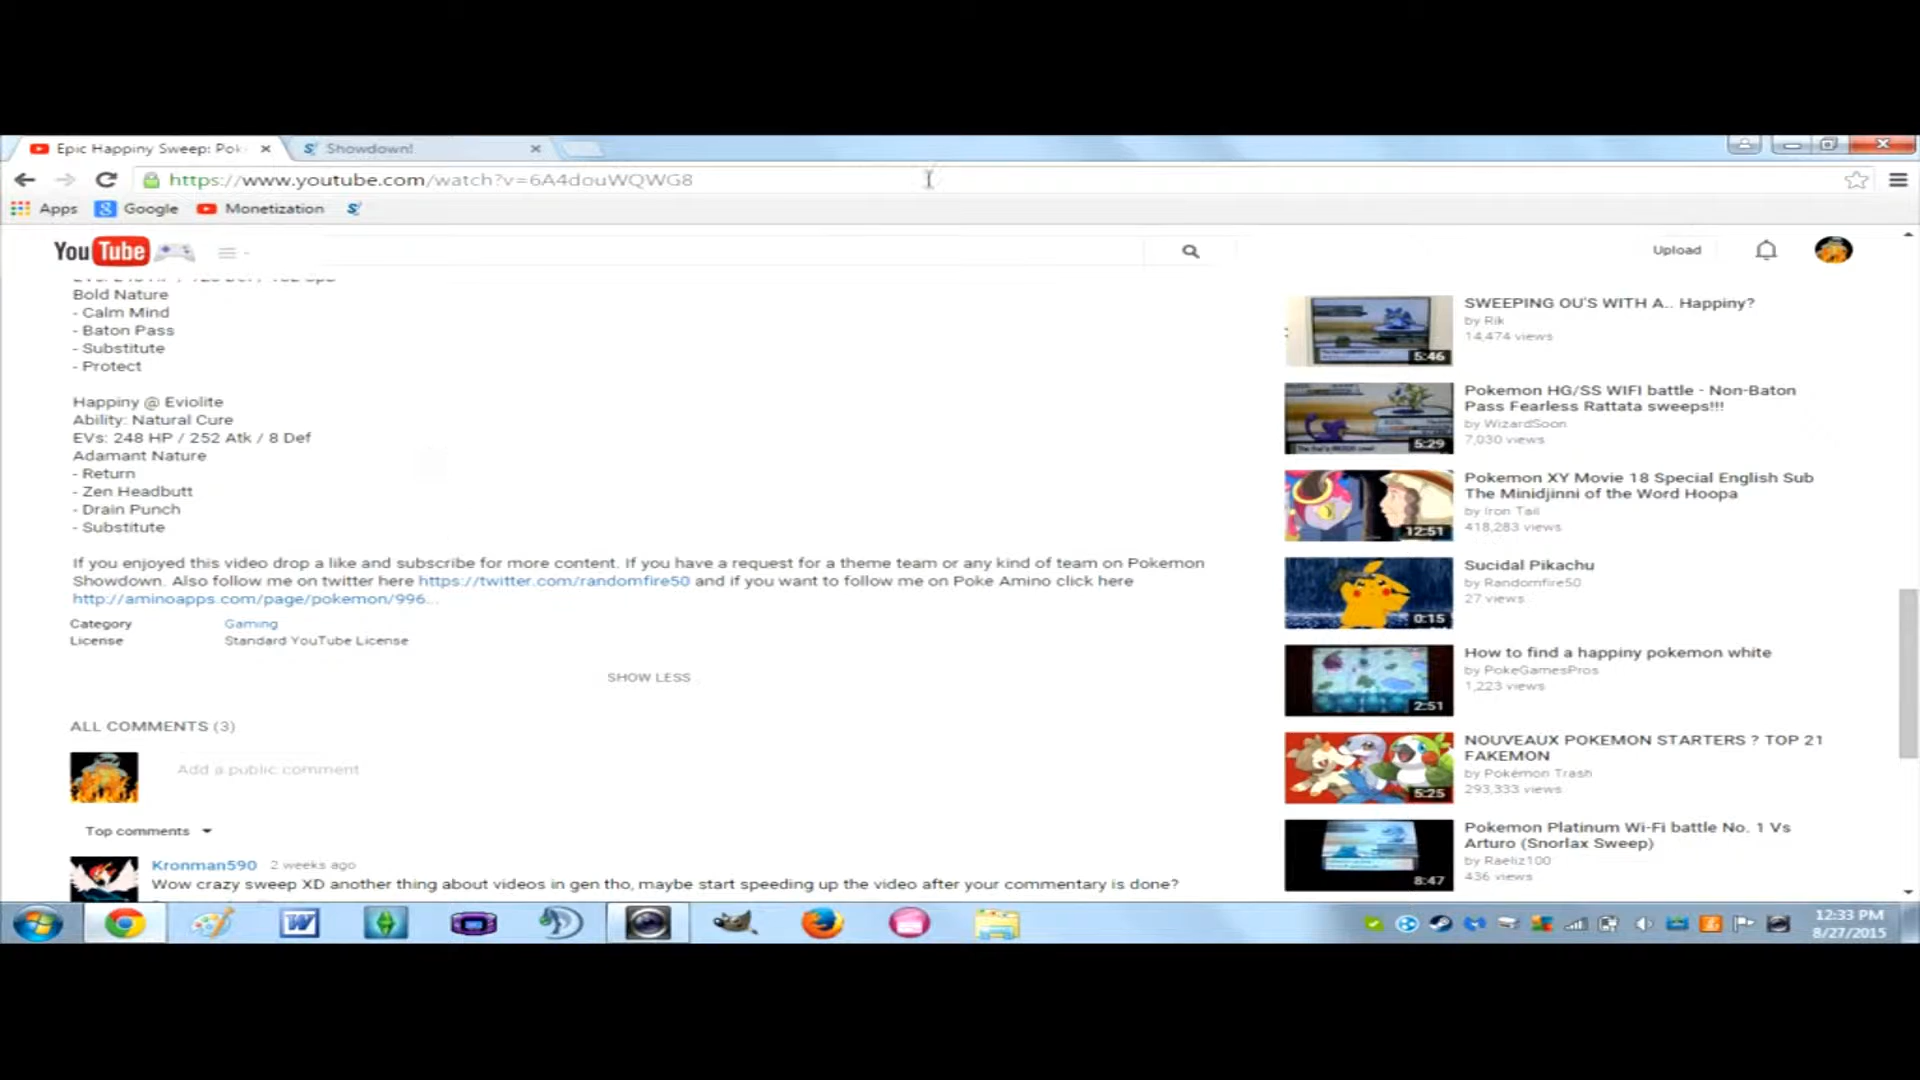 Epic Happiny Sweep: Pok
Showdown!
https://www.youtube.com/watch?v=6A4douWQWG8
Apps
Google
Monetization
YouTube
Upload
Bold Nature
- Calm Mind
- Baton Pass
- Substitute
- Protect
Happiny @ Eviolite
Ability: Natural Cure
EVs: 248 HP / 252 Atk / 8 Def
Adamant Nature
- Return
- Zen Headbutt
- Drain Punch
- Substitute
If you enjoyed this video drop a like and subscribe for more content. If you have a request for a theme team or any kind of team on Pokemon
Showdown. Also follow me on twitter here https://twitter.com/randomfire50 and if you want to follow me on Poke Amino click here
http://aminoapps.com/page/pokemon/996...
Category Gaming
License Standard YouTube License
SHOW LESS
ALL COMMENTS (3)
Add a public comment
Top comments
Kronman590 2 weeks ago
Wow crazy sweep XD another thing about videos in gen tho, maybe start speeding up the video after your commentary is done?
SWEEPING OU'S WITH A.. Happiny?
by Rik
14,474 views
5:46
Pokemon HG/SS WIFI battle - Non-Baton
Pass Fearless Rattata sweeps!!!
by WizardSoon
7,030 views
5:29
Pokemon XY Movie 18 Special English Sub
The Minidjinni of the Word Hoopa
by Iron Tail
418,283 views
12:51
Sucidal Pikachu
by Randomfire50
27 views
0:15
How to find a happiny pokemon white
by PokeGamesPros
1,223 views
2:51
NOUVEAUX POKEMON STARTERS ? TOP 21
FAKEMON
by Pokémon Trash
293,333 views
5:25
Pokemon Platinum Wi-Fi battle No. 1 Vs
Arturo (Snorlax Sweep)
by Raeliz100
436 views
8:47
12:33 PM
8/27/2015